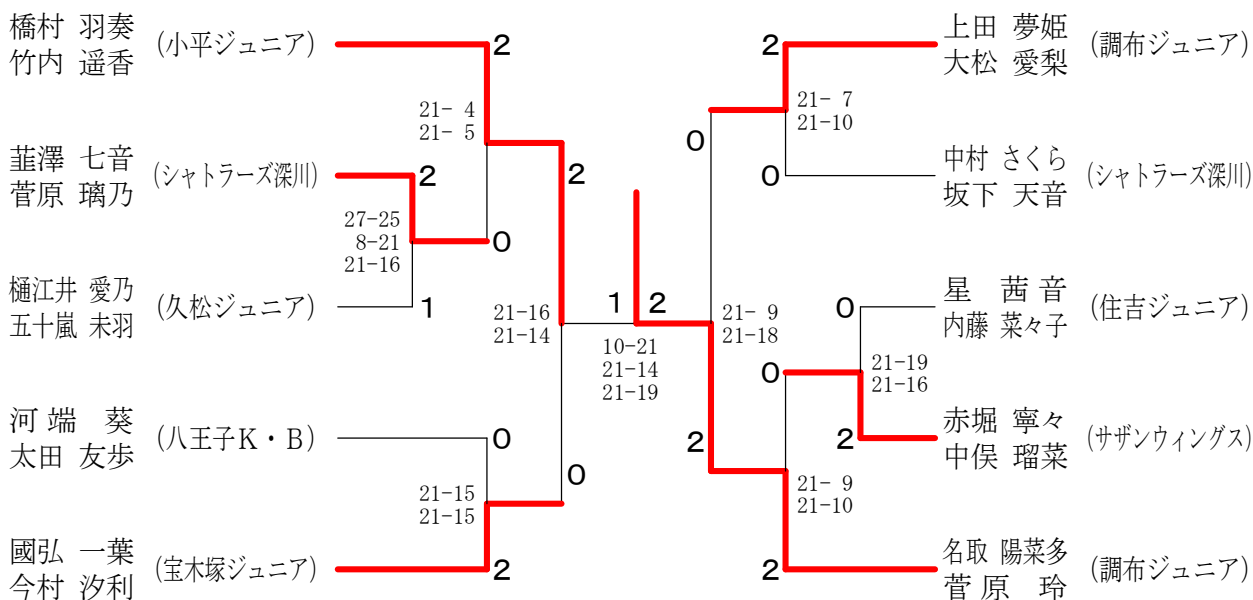 橋村 羽奏
竹内 遥香
(小平ジュニア)
2
21- 4
21- 5
韮澤 七音
菅原 璃乃
(シャトラーズ深川)
2
27-25
8-21
21-16
0
樋江井 愛乃
五十嵐 未羽
(久松ジュニア)
1
2
21-16
21-14
河端 葵
太田 友歩
(八王子K・B)
0
21-15
21-15
0
國弘 一葉
今村 汐利
(宝木塚ジュニア)
2
1 2
10-21
21-14
21-19
上田 夢姫
大松 愛梨
(調布ジュニア)
2
21- 7
21-10
0
中村 さくら
坂下 天音
(シャトラーズ深川)
0
21- 9
21-18
星 茜音
内藤 菜々子
(住吉ジュニア)
0
21-19
21-16
0
赤堀 寧々
中俣 瑠菜
(サザンウィングス)
2
2
21- 9
21-10
名取 陽菜多
菅原 玲
(調布ジュニア)
2